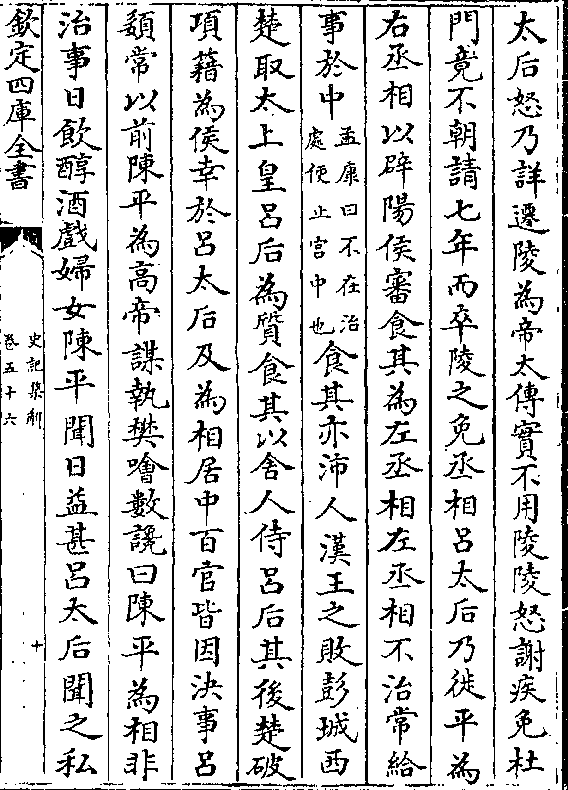 太后怒乃詳遷陵為帝太傅實不用陵陵怒謝疾免杜
門竟不朝請七年而卒陵之免丞相呂太后乃徙平為
右丞相以辟陽侯審食其為左丞相左丞相不治常給
事於中孟康曰不在治處使止宫中也食其亦沛人漢王之敗彭城西
楚取太上皇呂后為質食其以舍人侍呂后其後楚破
項籍為侯幸於呂太后及為相居中百官皆因決事呂
嬃常以前陳平為高帝謀執樊噲數讒曰陳平為相非
治事日飲醇酒戲婦女陳平聞日益甚呂太后聞之私
欽定四庫全書
史記集解
卷五十六
十